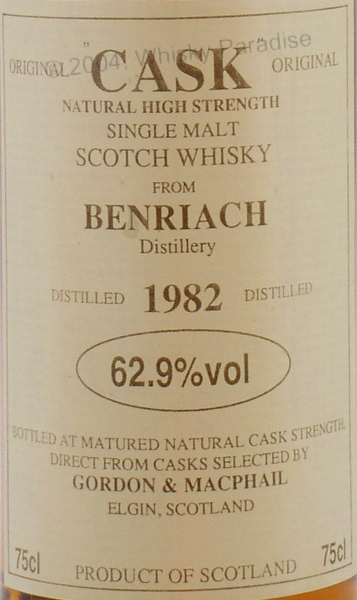 © 2004, Whisky Paradise
ORIGINAL "CASK" ORIGINAL
NATURAL HIGH STRENGTH
SINGLE MALT
SCOTCH WHISKY
FROM
BENRIACH
Distillery
DISTILLED 1982 DISTILLED
62.9%vol
BOTTLED AT MATURED NATURAL CASK STRENGTH,
DIRECT FROM CASKS SELECTED BY
GORDON & MACPHAIL
ELGIN, SCOTLAND
75cl PRODUCT OF SCOTLAND 75cl